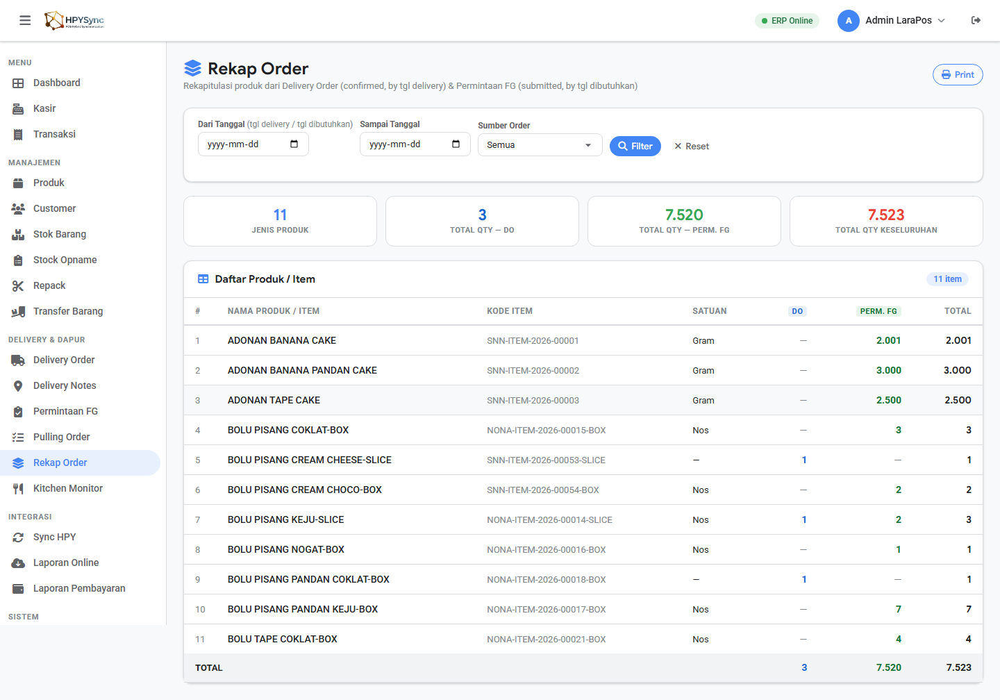 HPYSync
POS Hybrid Synchronization
ERP Online
A
Admin LaraPos
MENU
Dashboard
Kasir
Transaksi
MANAJEMEN
Produk
Customer
Stok Barang
Stock Opname
Repack
Transfer Barang
DELIVERY & DAPUR
Delivery Order
Delivery Notes
Permintaan FG
Pulling Order
Rekap Order
Kitchen Monitor
INTEGRASI
Sync HPY
Laporan Online
Laporan Pembayaran
SISTEM
Rekap Order
Rekapitulasi produk dari Delivery Order (confirmed, by tgl delivery) & Permintaan FG (submitted, by tgl dibutuhkan)
Print
Dari Tanggal (tgl delivery / tgl dibutuhkan) Sampai Tanggal Sumber Order
yyyy-mm-dd yyyy-mm-dd Semua Filter Reset
11 3 7.520 7.523
JENIS PRODUK TOTAL QTY — DO TOTAL QTY — PERM. FG TOTAL QTY KESELURUHAN
Daftar Produk / Item 11 item
# NAMA PRODUK / ITEM KODE ITEM SATUAN DO PERM. FG TOTAL
1 ADONAN BANANA CAKE SNN-ITEM-2026-00001 Gram — 2.001 2.001
2 ADONAN BANANA PANDAN CAKE SNN-ITEM-2026-00002 Gram — 3.000 3.000
3 ADONAN TAPE CAKE SNN-ITEM-2026-00003 Gram — 2.500 2.500
4 BOLU PISANG COKLAT-BOX NONA-ITEM-2026-00015-BOX Nos — 3 3
5 BOLU PISANG CREAM CHEESE-SLICE SNN-ITEM-2026-00053-SLICE — 1 — 1
6 BOLU PISANG CREAM CHOCO-BOX SNN-ITEM-2026-00054-BOX Nos — 2 2
7 BOLU PISANG KEJU-SLICE NONA-ITEM-2026-00014-SLICE Nos 1 2 3
8 BOLU PISANG NOGAT-BOX NONA-ITEM-2026-00016-BOX Nos — 1 1
9 BOLU PISANG PANDAN COKLAT-BOX NONA-ITEM-2026-00018-BOX — 1 — 1
10 BOLU PISANG PANDAN KEJU-BOX NONA-ITEM-2026-00017-BOX Nos — 7 7
11 BOLU TAPE COKLAT-BOX NONA-ITEM-2026-00021-BOX Nos — 4 4
TOTAL 3 7.520 7.523